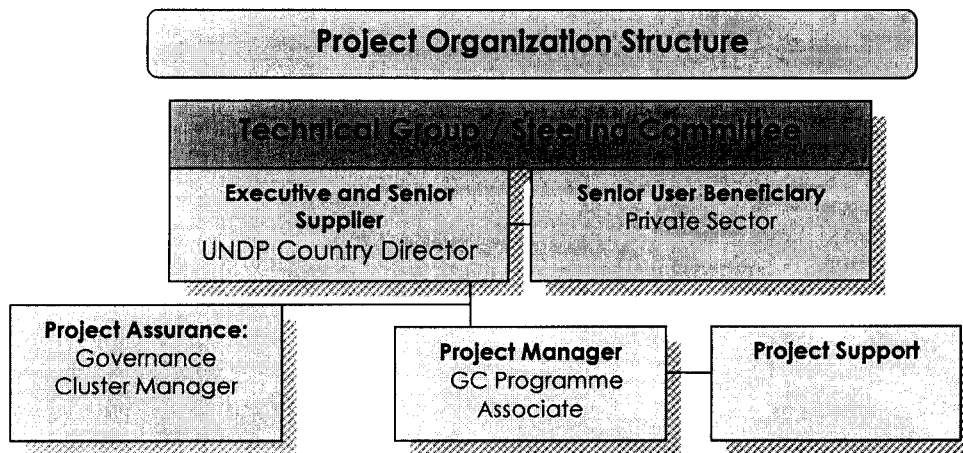 Project Organization Structure
Technical Group / Steering Committee
Executive and Senior
Supplier
UNDP Country Director
Senior User Beneficiary
Private Sector
Project Assurance:
Governance
Cluster Manager
Project Manager
GC Programme
Associate
Project Support